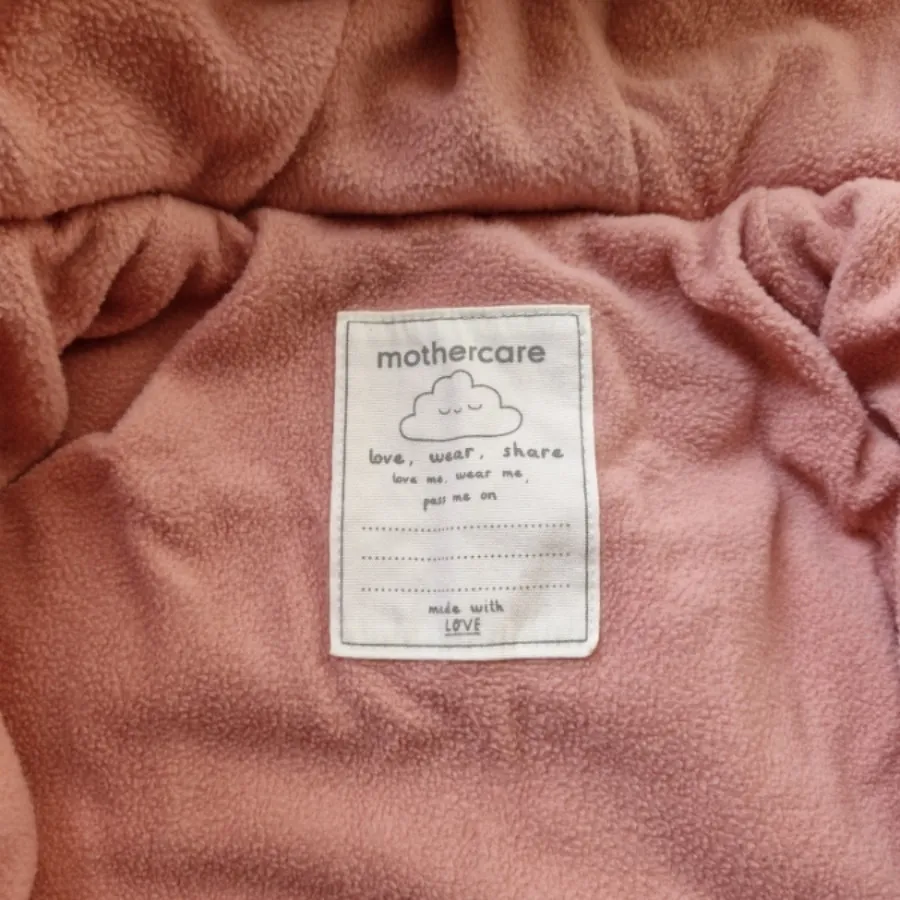 mothercare
love, wear, share
love me, wear me,
pass me on
made with
LOVE